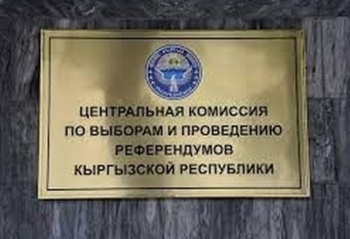 ЦЕНТРАЛЬНАЯ КОМИССИЯ
ПО ВЫБОРАМ И ПРОВЕДЕНИЮ
РЕФЕРЕНДУМОВ
КЫРГЫЗСКОЙ РЕСПУБЛИКИ